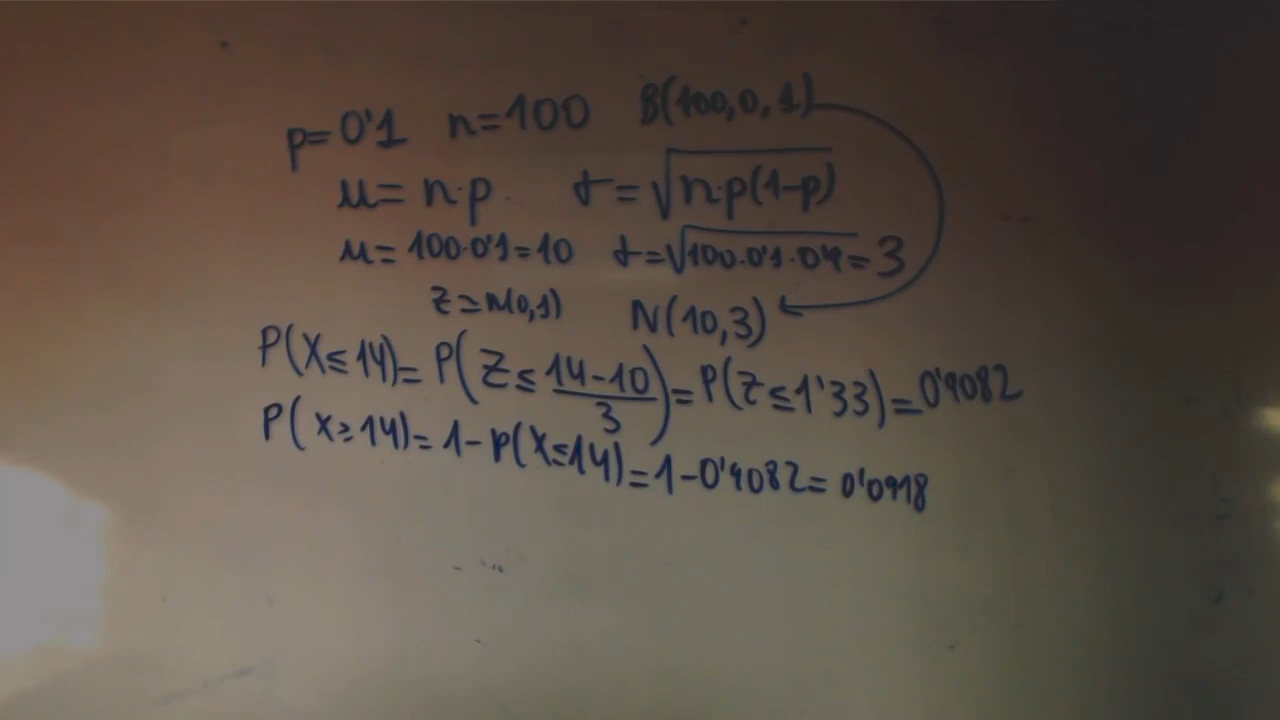 p=0'1 n=100 B(100,0,1)
μ= n·p. σ=√n·p(1-p)
μ= 100·0'1=10 σ=√100·0'1·0'9=3
Z≃N(0,1) N(10,3)
P(X≤14)=P(Z≤(14-10)/3)=P(Z≤1'33)=0'9082
P(X≥14)=1-P(X≤14)=1-0'9082=0'0918